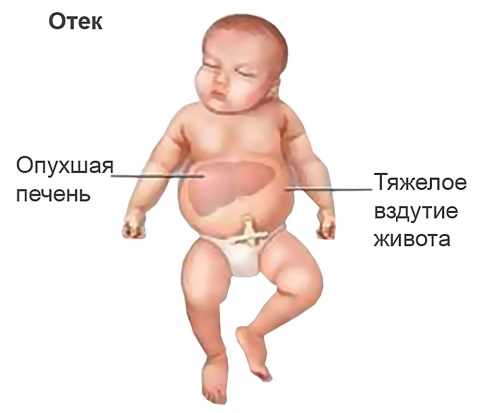 Отек
Опухшая
печень
Тяжелое
вздутие
живота